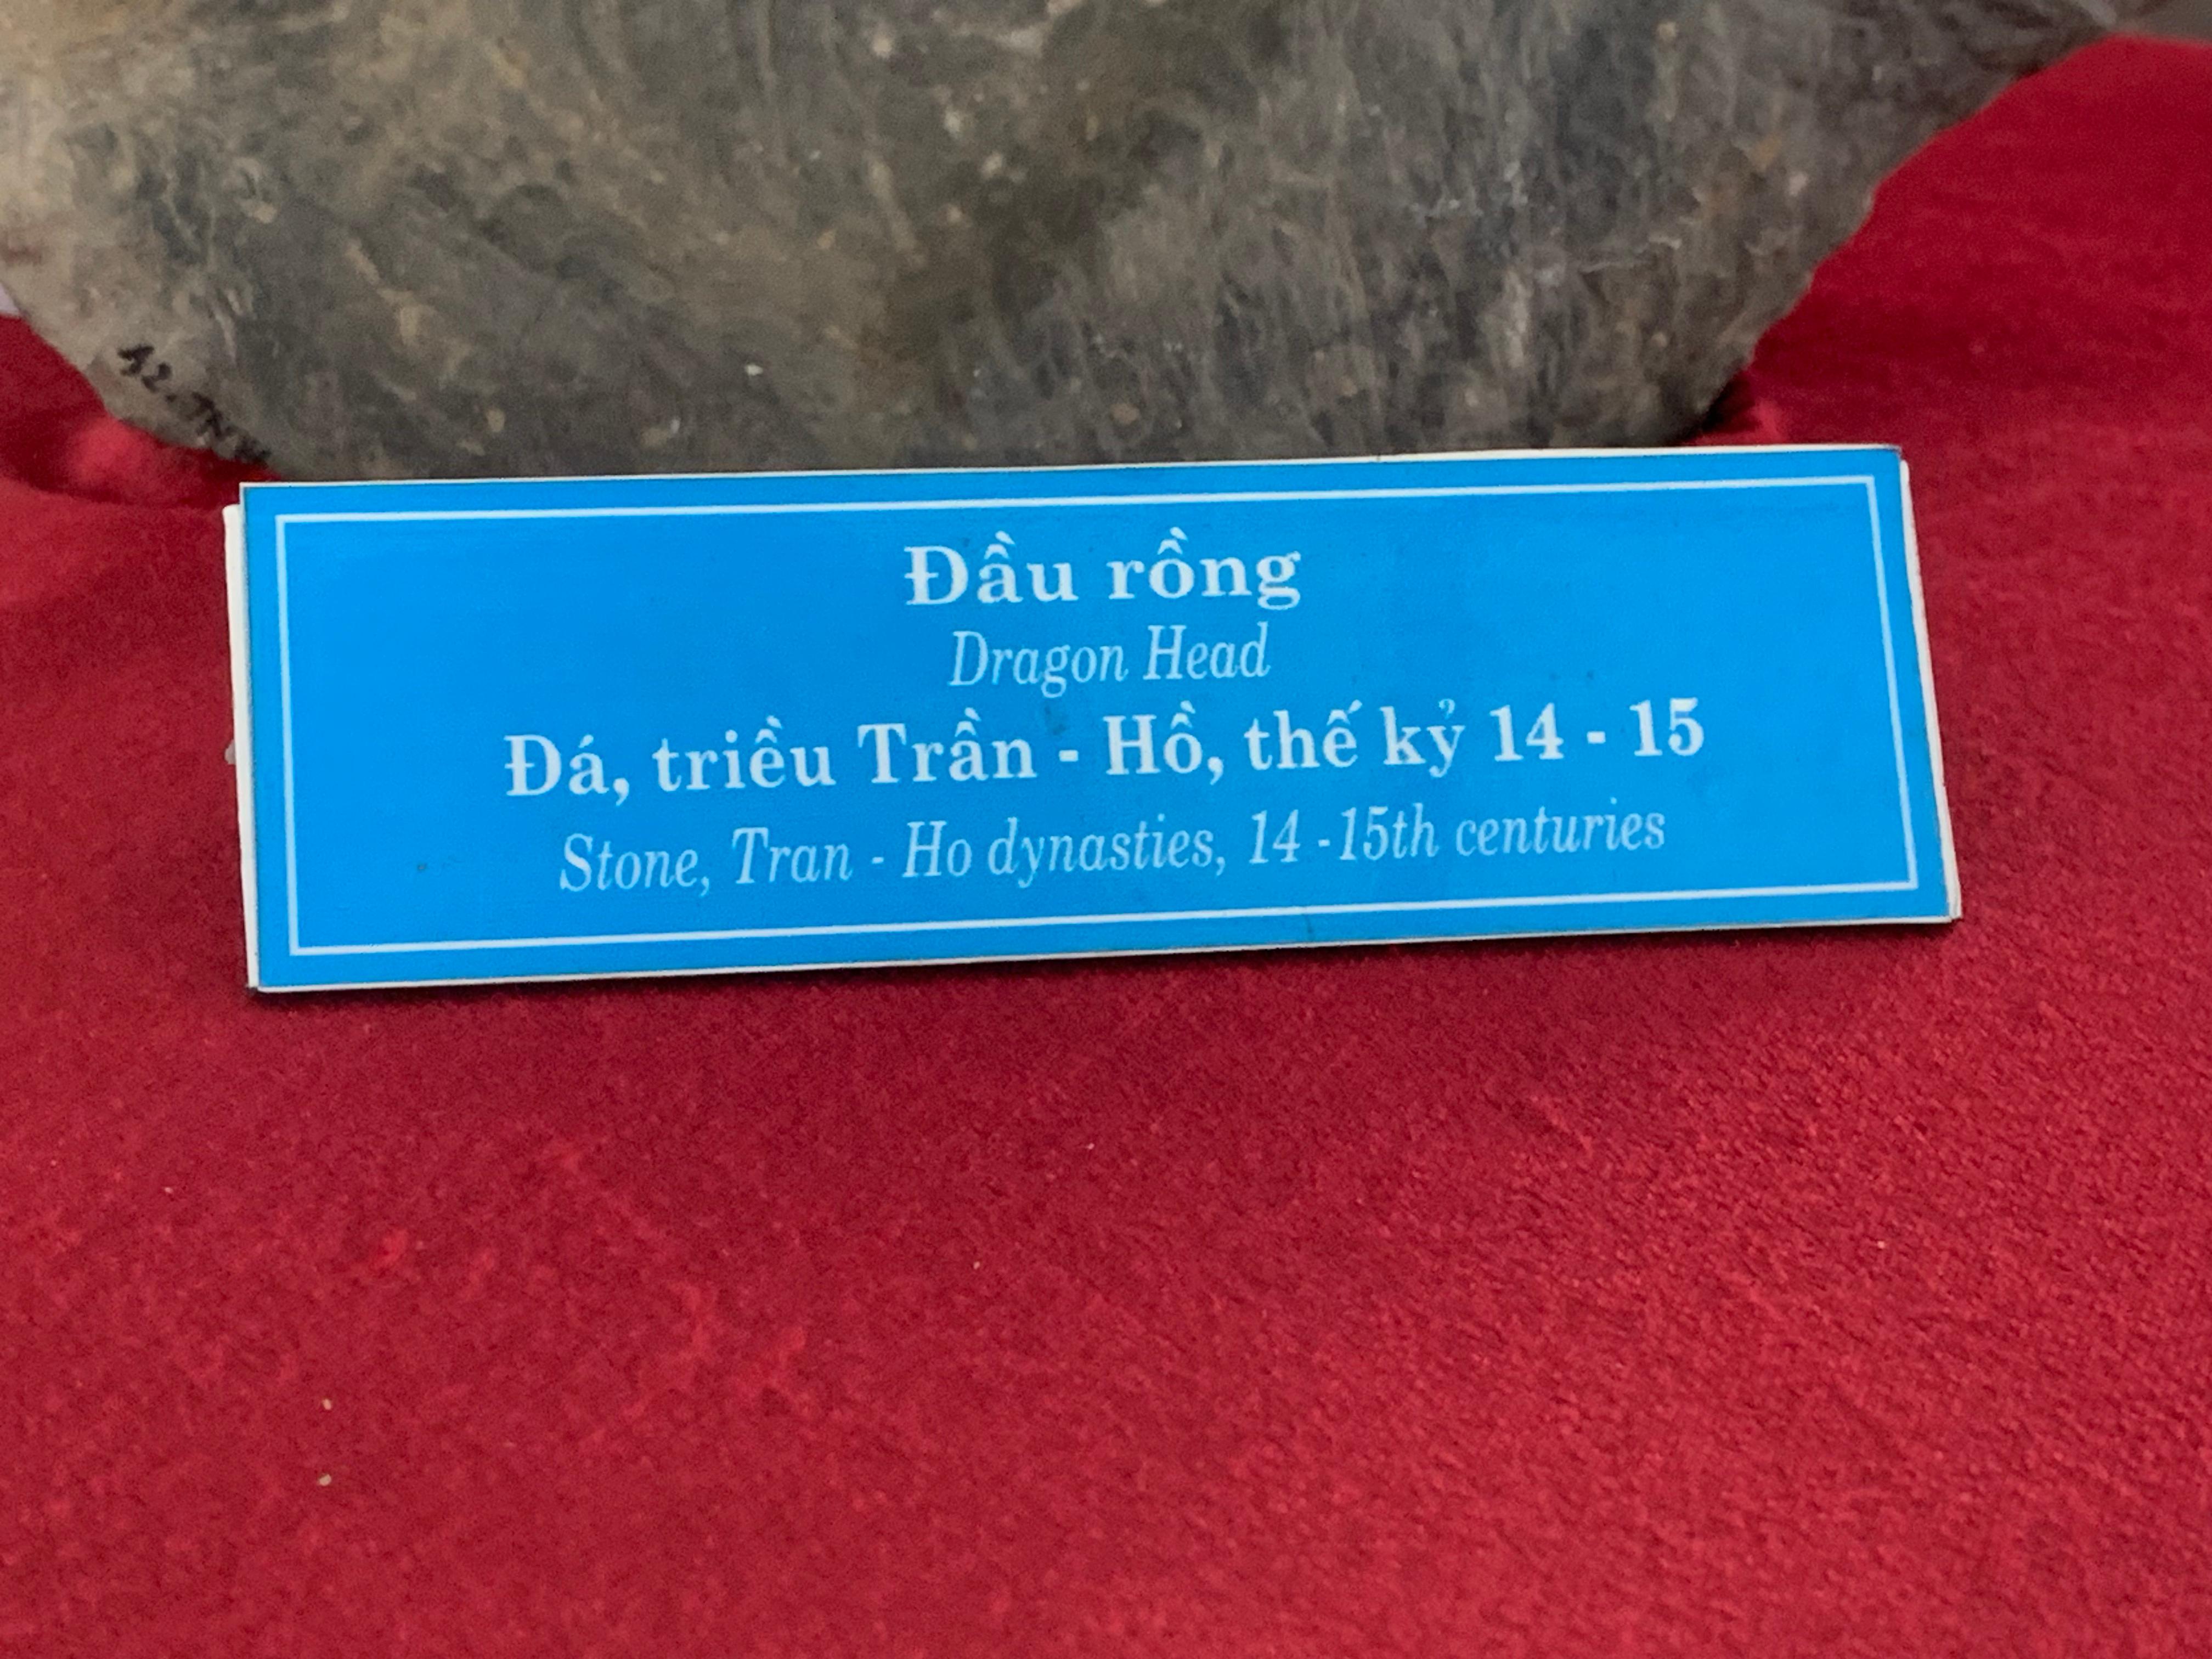 Đầu rồng
Dragon Head
Đá, triều Trần - Hồ, thế kỷ 14 - 15
Stone, Tran - Ho dynasties, 14 -15th centuries